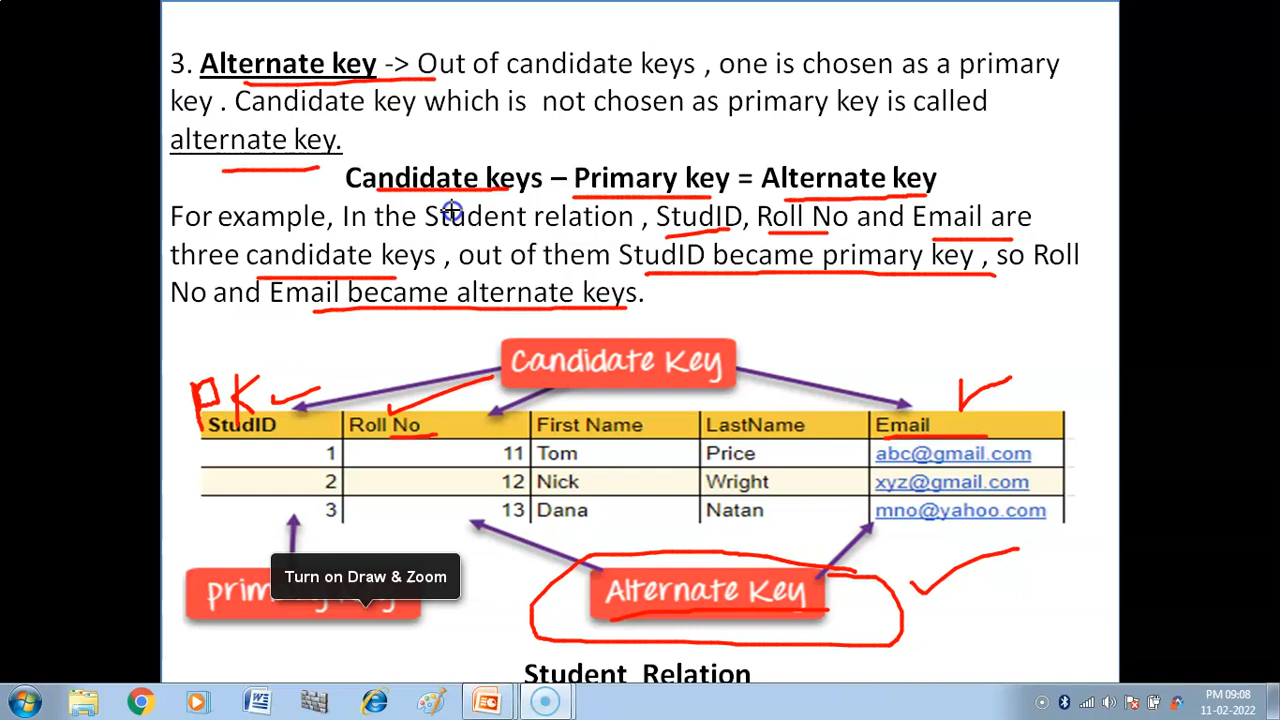 3. Alternate key -> Out of candidate keys , one is chosen as a primary
key . Candidate key which is not chosen as primary key is called
alternate key.
Candidate keys – Primary key = Alternate key
For example, In the Student relation , StudID, Roll No and Email are
three candidate keys , out of them StudID became primary key , so Roll
No and Email became alternate keys.
Candidate Key
PK
StudID Roll No First Name LastName Email
1 11 Tom Price abc@gmail.com
2 12 Nick Wright xyz@gmail.com
3 13 Dana Natan mno@yahoo.com
Turn on Draw & Zoom
Alternate Key
Student Relation
PM 09:08
11-02-2022